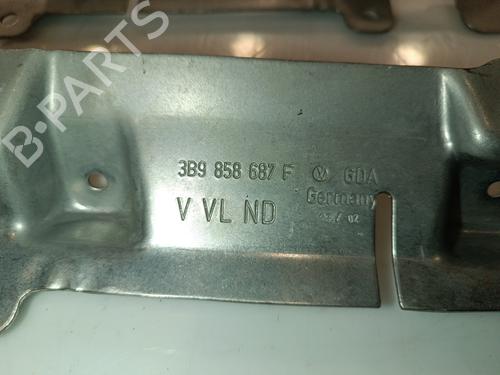 B-PARTS
3B9 858 687 F GDA
V VL ND Germany